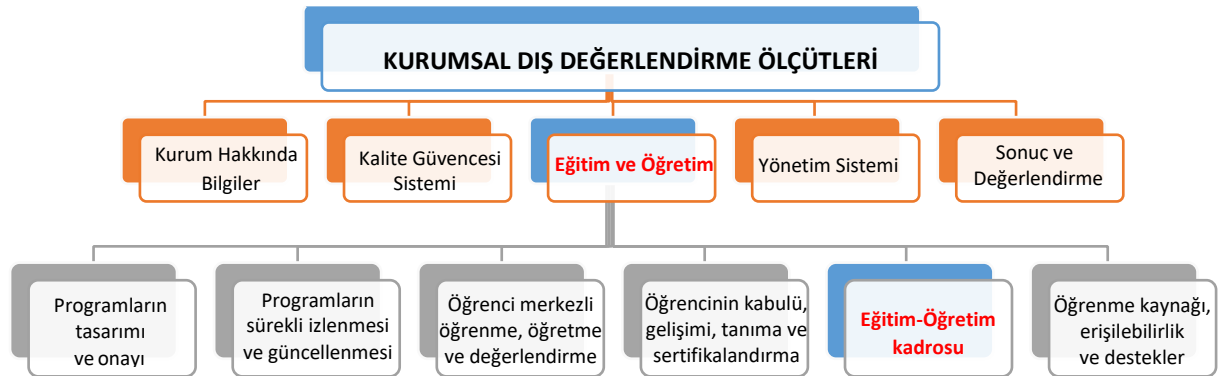 KURUMSAL DIŞ DEĞERLENDİRME ÖLÇÜTLERİ
Kurum Hakkında
Bilgiler
Kalite Güvencesi
Sistemi
Eğitim ve Öğretim
Yönetim Sistemi
Sonuç ve
Değerlendirme
Programların
tasarımı
ve onayı
Programların
sürekli izlenmesi
ve güncellenmesi
Öğrenci merkezli
öğrenme, öğretme
ve değerlendirme
Öğrencinin kabulü,
gelişimi, tanıma ve
sertifikalandırma
Eğitim-Öğretim
kadrosu
Öğrenme kaynağı,
erişilebilirlik
ve destekler